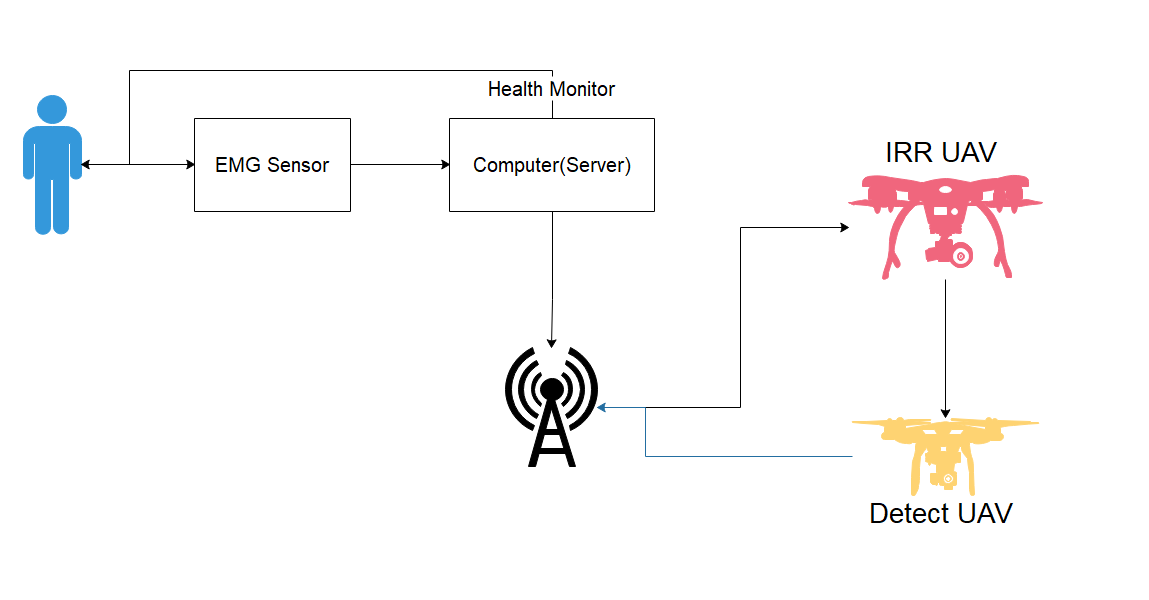 Health Monitor
EMG Sensor
Computer(Server)
IRR UAV
Detect UAV